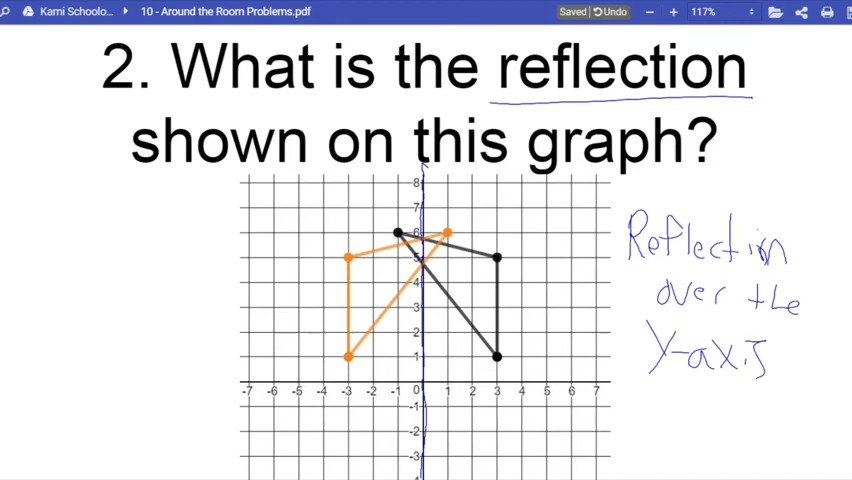 Kami Schoolo... 10 - Around the Room Problems.pdf Saved Undo 117%
2. What is the reflection
shown on this graph?
8
7
6
5
4
3
2
1
-7 -6 -5 -4 -3 -2 -1 0 1 2 3 4 5 6 7
-1
-2
-3
Reflection
over the
y-axis